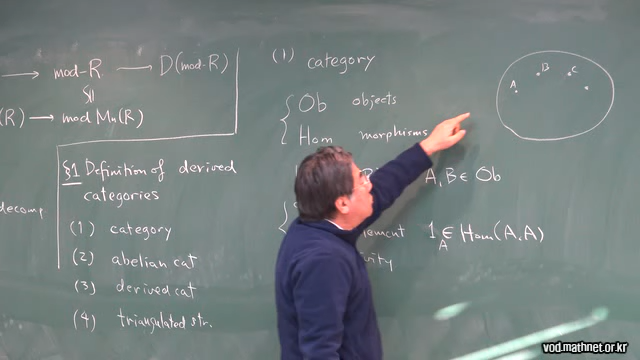 → mod-R → D(mod-R)
≅
(R) → mod Mn(R)
decomp
§1 Definition of derived
categories
(1) category
(2) abelian cat
(3) derived cat
(4) triangulated str.
(1) category
{ Ob objects
Hom morphisms
A, B ∈ Ob
1_A ∈ Hom(A.A)
A B C
vod.mathnet.or.kr